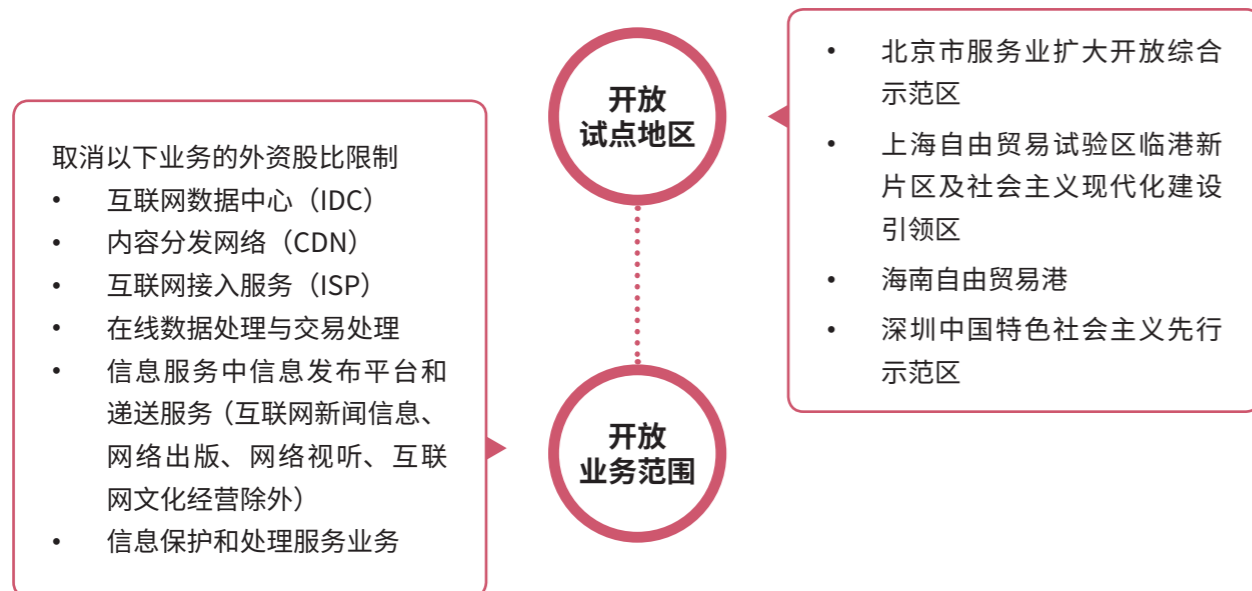 开放
试点地区
• 北京市服务业扩大开放综合
示范区
• 上海自由贸易试验区临港新
片区及社会主义现代化建设
引领区
• 海南自由贸易港
• 深圳中国特色社会主义先行
示范区
取消以下业务的外资股比限制
• 互联网数据中心（IDC）
• 内容分发网络（CDN）
• 互联网接入服务（ISP）
• 在线数据处理与交易处理
• 信息服务中信息发布平台和
递送服务（互联网新闻信息、
网络出版、网络视听、互联
网文化经营除外）
• 信息保护和处理服务业务
开放
业务范围